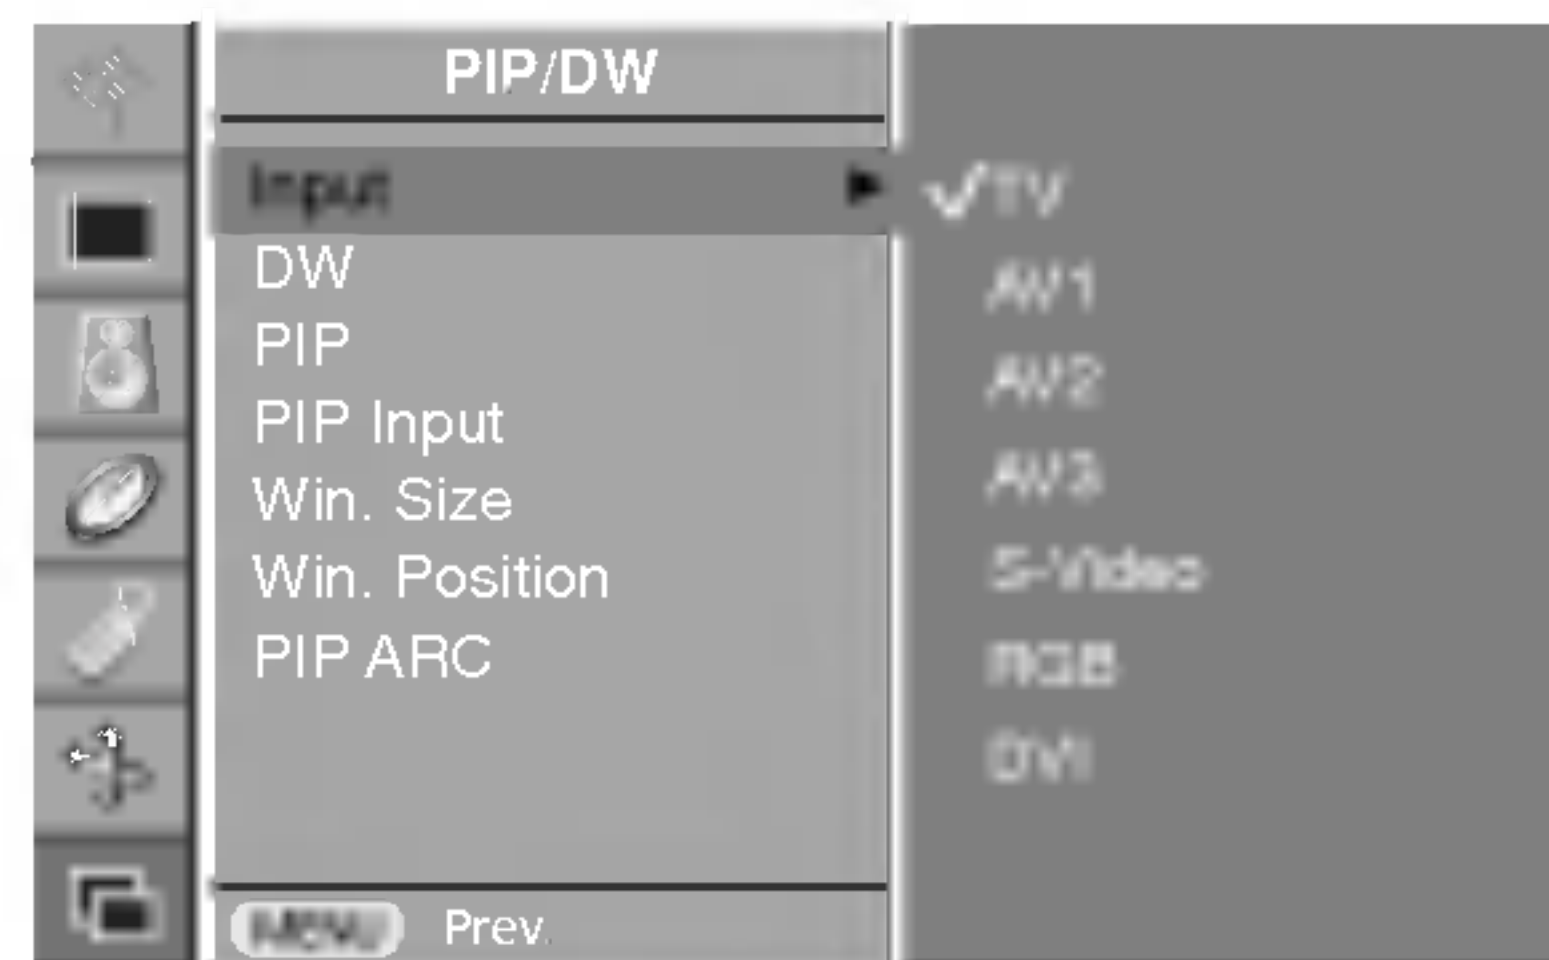 PIP/DW
Input ►
DW
PIP
PIP Input
Win. Size
Win. Position
PIP ARC
MENU Prev.
✓TV
AV1
AV2
AV3
S-Video
RGB
DVI